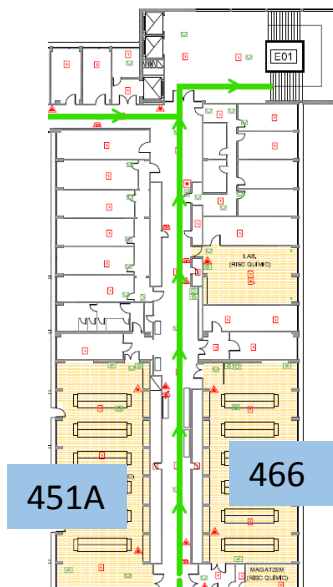 E01
LAB.
(RISC QUÍMIC)
451A
466
MAGATZEM
(RISC QUÍMIC)